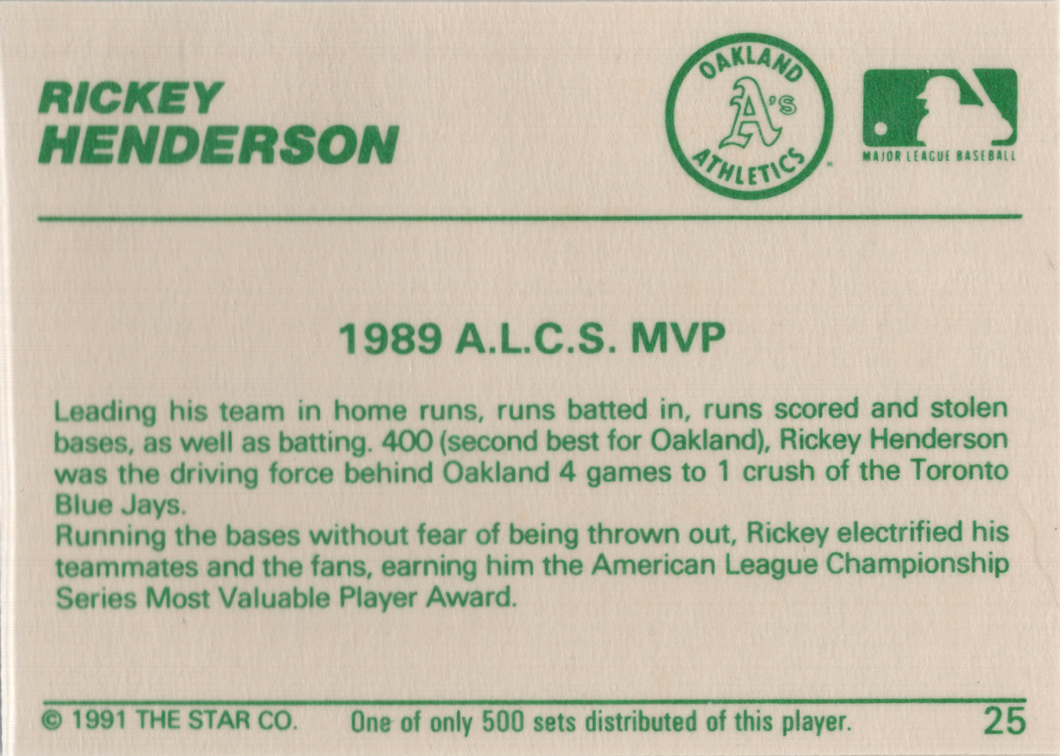 RICKEY
HENDERSON
OAKLAND
A's
ATHLETICS
MAJOR LEAGUE BASEBALL
1989 A.L.C.S. MVP
Leading his team in home runs, runs batted in, runs scored and stolen
bases, as well as batting. 400 (second best for Oakland), Rickey Henderson
was the driving force behind Oakland 4 games to 1 crush of the Toronto
Blue Jays.
Running the bases without fear of being thrown out, Rickey electrified his
teammates and the fans, earning him the American League Championship
Series Most Valuable Player Award.
© 1991 THE STAR CO. One of only 500 sets distributed of this player. 25